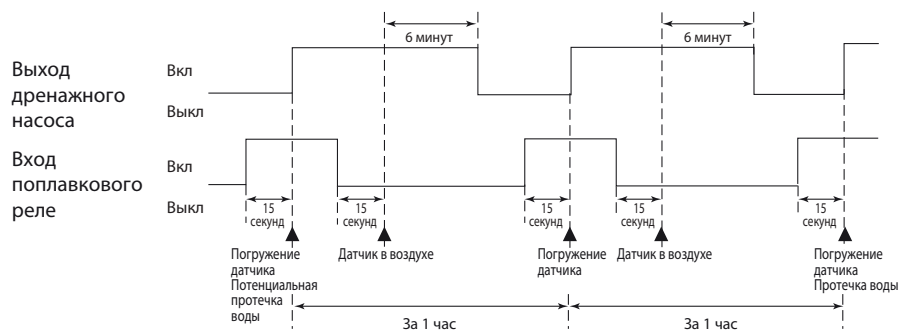 6 минут
6 минут
Выход
дренажного
насоса
Вкл
Выкл
Вход
поплавкового
реле
Вкл
Выкл
15
секунд
15
секунд
15
секунд
15
секунд
15
секунд
Погружение
датчика
Потенциальная
протечка
воды
Датчик в воздухе
Погружение
датчика
Датчик в воздухе
Погружение
датчика
Протечка воды
За 1 час
За 1 час